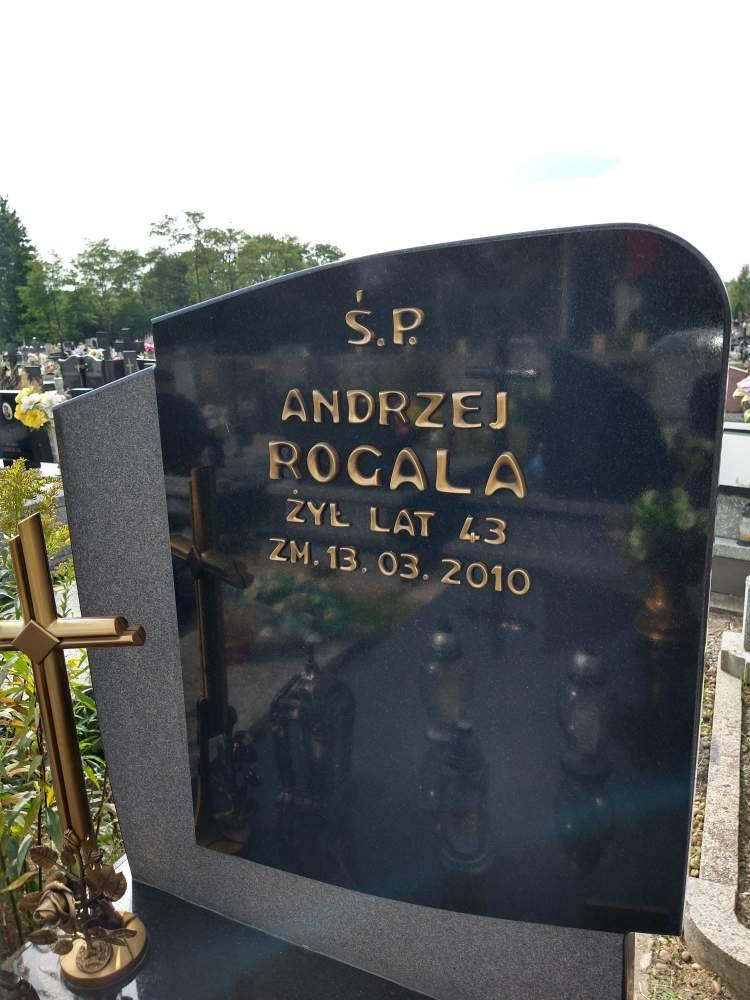 Ś.P.
ANDRZEJ
ROGALA
ŻYŁ LAT 43
ZM. 13. 03. 2010